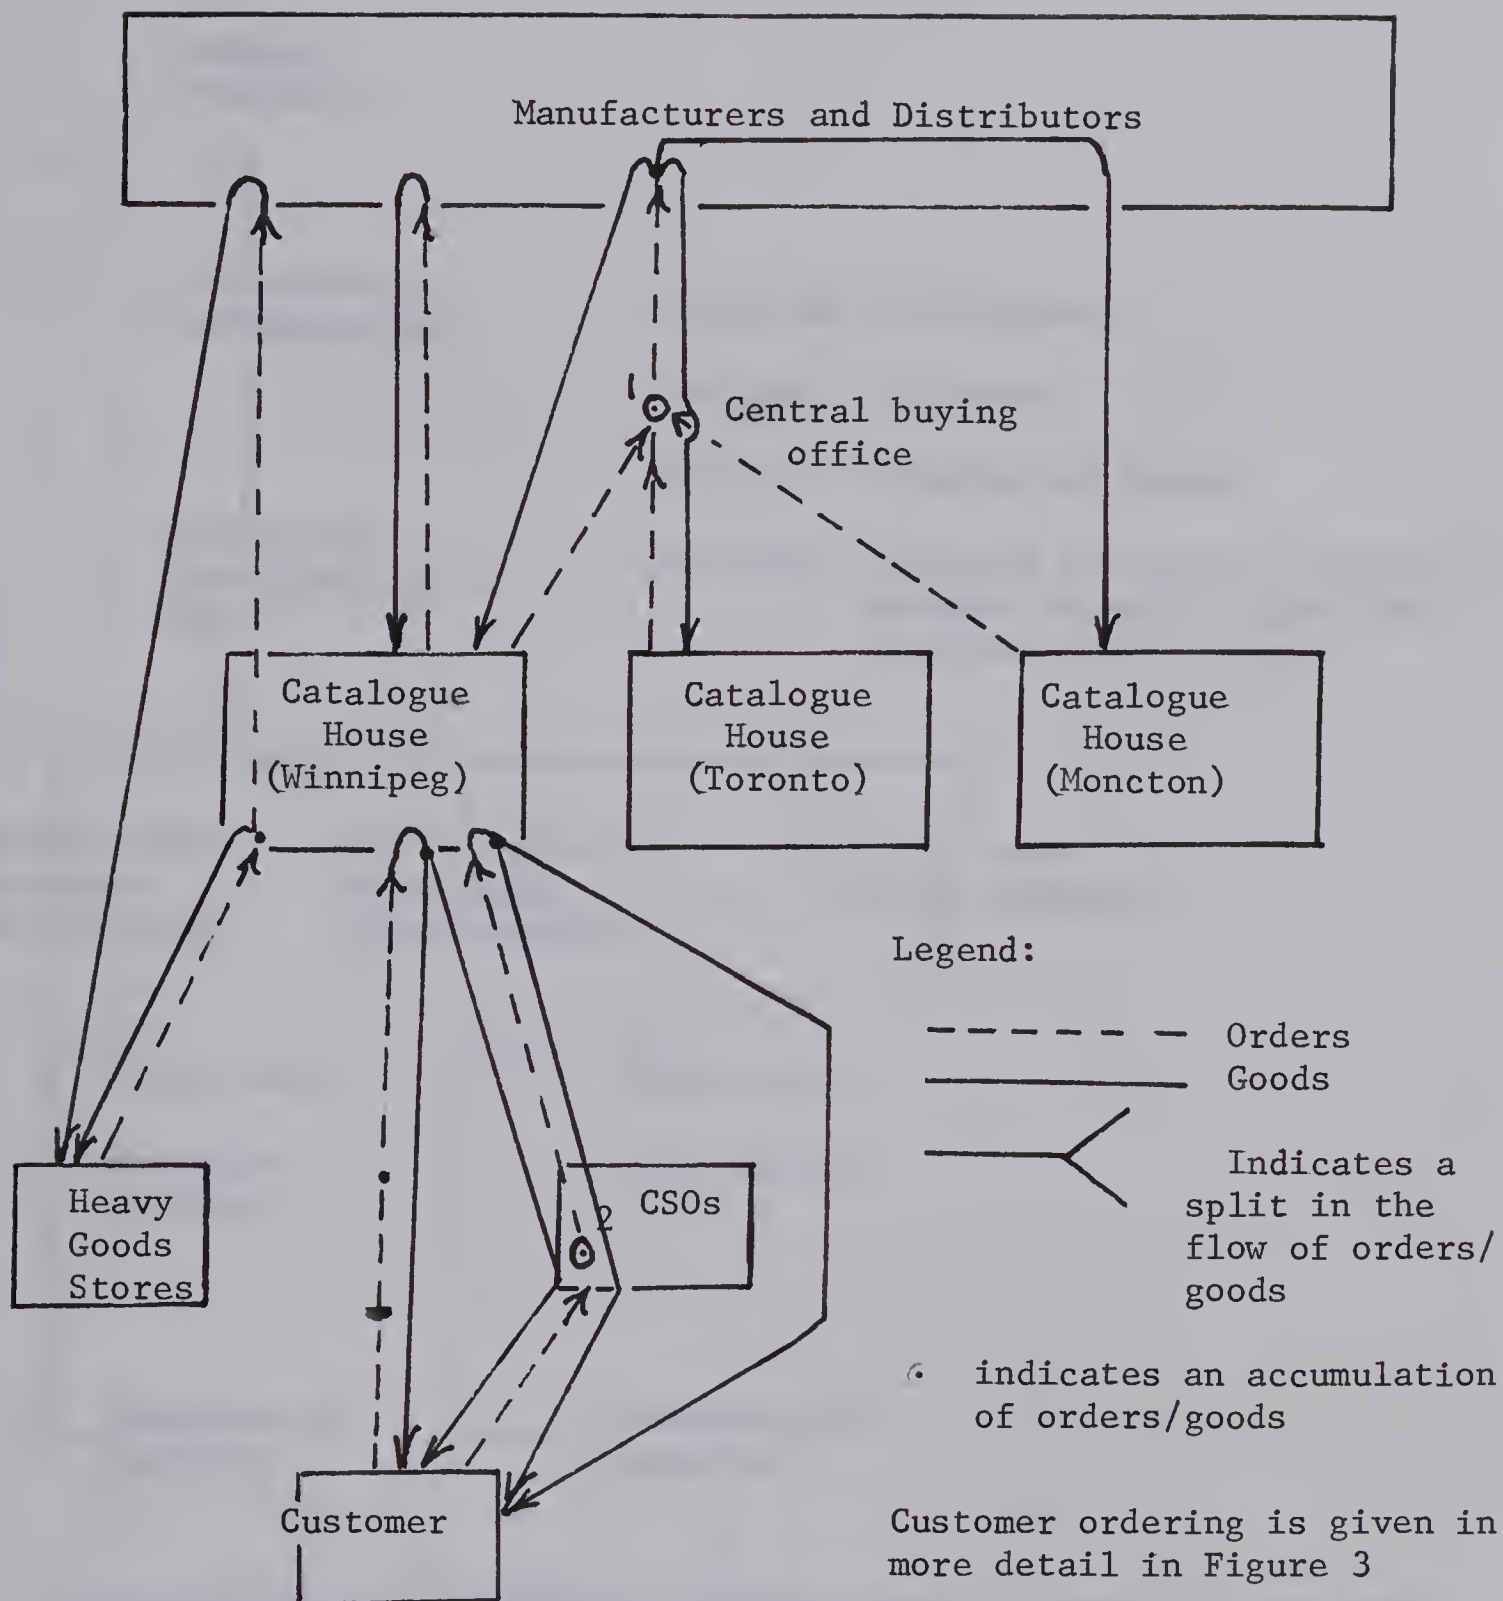 Manufacturers and Distributors
1
Central buying
office
Catalogue
House
(Winnipeg)
Catalogue
House
(Toronto)
Catalogue
House
(Moncton)
Legend:
Orders
Goods
Indicates a
split in the
flow of orders/
goods
Heavy
Goods
Stores
2
CSOs
indicates an accumulation
of orders/goods
Customer
Customer ordering is given in
more detail in Figure 3